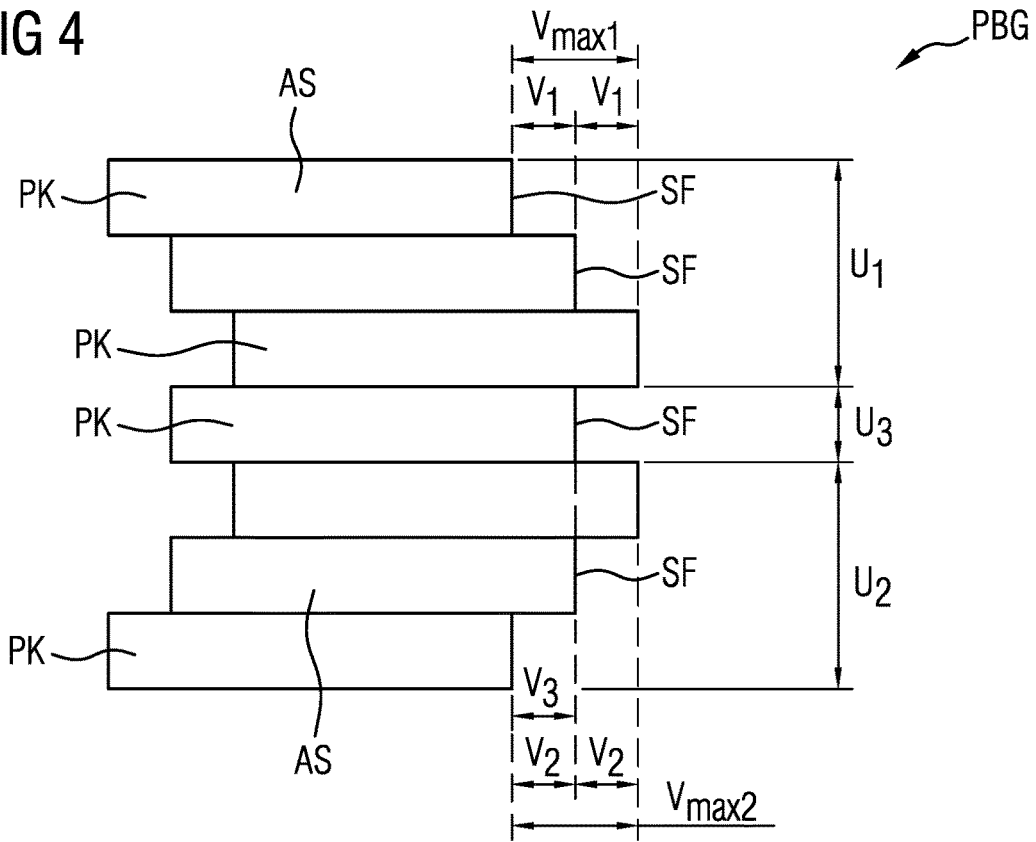 IG 4
PBG
Vmax1
V1 V1
AS
PK
SF
SF
U1
PK
PK
SF
U3
SF
U2
PK
V3
AS
V2 V2
Vmax2